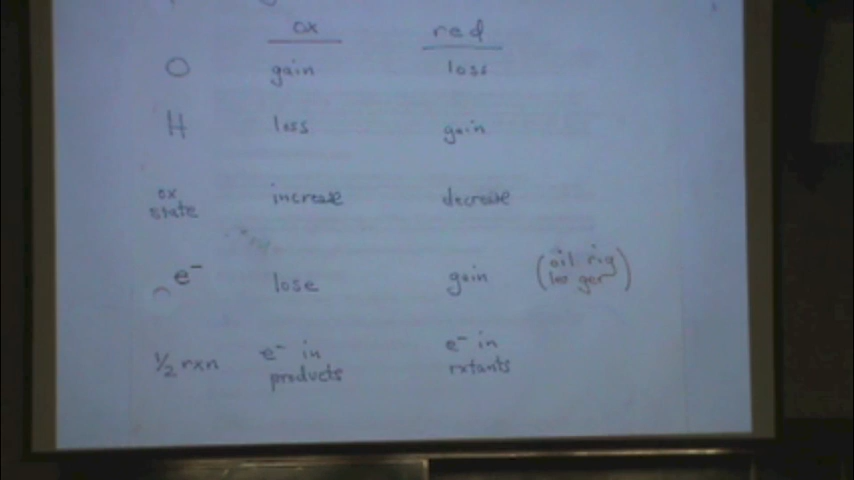 ox red
O gain loss
H loss gain
ox
state increase decrease
e⁻ lose gain (oil rig
leo ger)
½ rxn e⁻ in e⁻ in
products rxtants